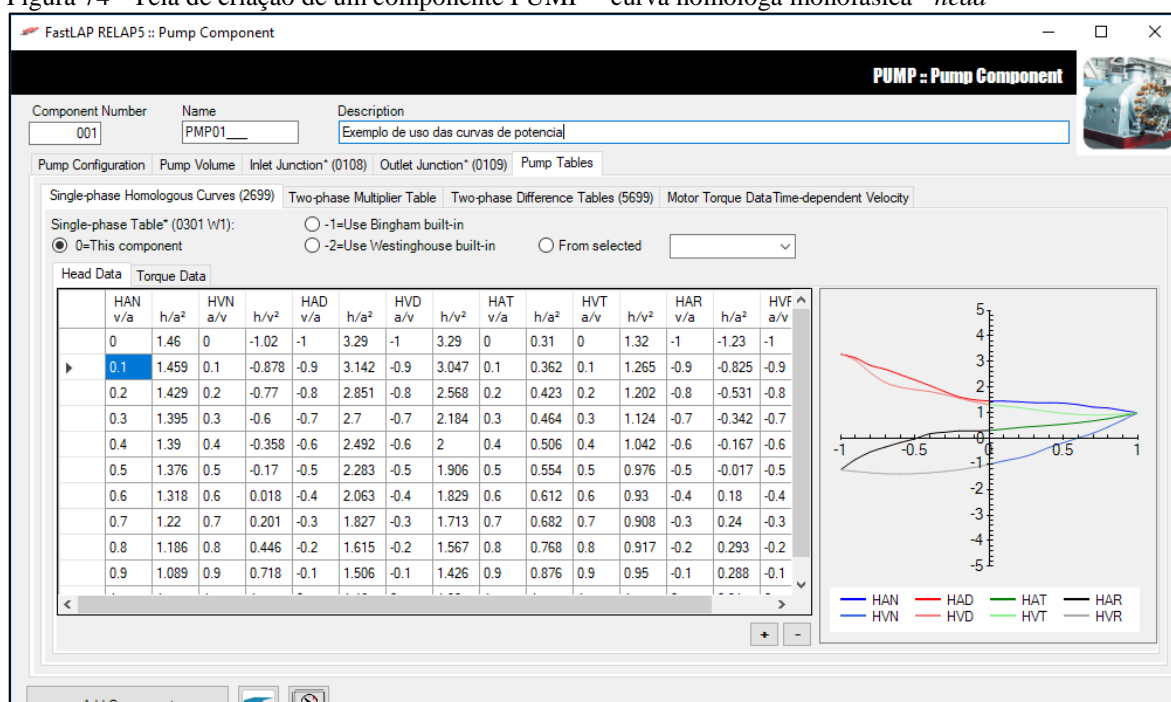 Figura 74 - Tela de criação de um componente PUMP – curva homóloga monofásica - head
FastLAP RELAP5 :: Pump Component
PUMP :: Pump Component
Component Number Name Description
001 PMP01___ Exemplo de uso das curvas de potencia
Pump Configuration Pump Volume Inlet Junction* (0108) Outlet Junction* (0109) Pump Tables
Single-phase Homologous Curves (2699) Two-phase Multiplier Table Two-phase Difference Tables (5699) Motor Torque Data Time-dependent Velocity
Single-phase Table* (0301 W1): -1=Use Bingham built-in
0=This component -2=Use Westinghouse built-in From selected
Head Data Torque Data
HAN HVN HAD HVD HAT HVT HAR
v/a h/a² a/v h/v² v/a h/a² a/v h/v² v/a h/a² a/v h/v² v/a h/a² a/v
0 1.46 0 -1.02 -1 3.29 -1 3.29 0 0.31 0 1.32 -1 -1.23 -1
0.1 1.459 0.1 -0.878 -0.9 3.142 -0.9 3.047 0.1 0.362 0.1 1.265 -0.9 -0.825 -0.9
0.2 1.429 0.2 -0.77 -0.8 2.851 -0.8 2.568 0.2 0.423 0.2 1.202 -0.8 -0.531 -0.8
0.3 1.395 0.3 -0.6 -0.7 2.7 -0.7 2.184 0.3 0.464 0.3 1.124 -0.7 -0.342 -0.7
0.4 1.39 0.4 -0.358 -0.6 2.492 -0.6 2 0.4 0.506 0.4 1.042 -0.6 -0.167 -0.6
0.5 1.376 0.5 -0.17 -0.5 2.283 -0.5 1.906 0.5 0.554 0.5 0.976 -0.5 -0.017 -0.5
0.6 1.318 0.6 0.018 -0.4 2.063 -0.4 1.829 0.6 0.612 0.6 0.93 -0.4 0.18 -0.4
0.7 1.22 0.7 0.201 -0.3 1.827 -0.3 1.713 0.7 0.682 0.7 0.908 -0.3 0.24 -0.3
0.8 1.186 0.8 0.446 -0.2 1.615 -0.2 1.567 0.8 0.768 0.8 0.917 -0.2 0.293 -0.2
0.9 1.089 0.9 0.718 -0.1 1.506 -0.1 1.426 0.9 0.876 0.9 0.95 -0.1 0.288 -0.1
5
4
3
2
1
0
-1 -0.5 0.5 1
-1
-2
-3
-4
-5
HAN HAD HAT HAR
HVN HVD HVT HVR
+ -